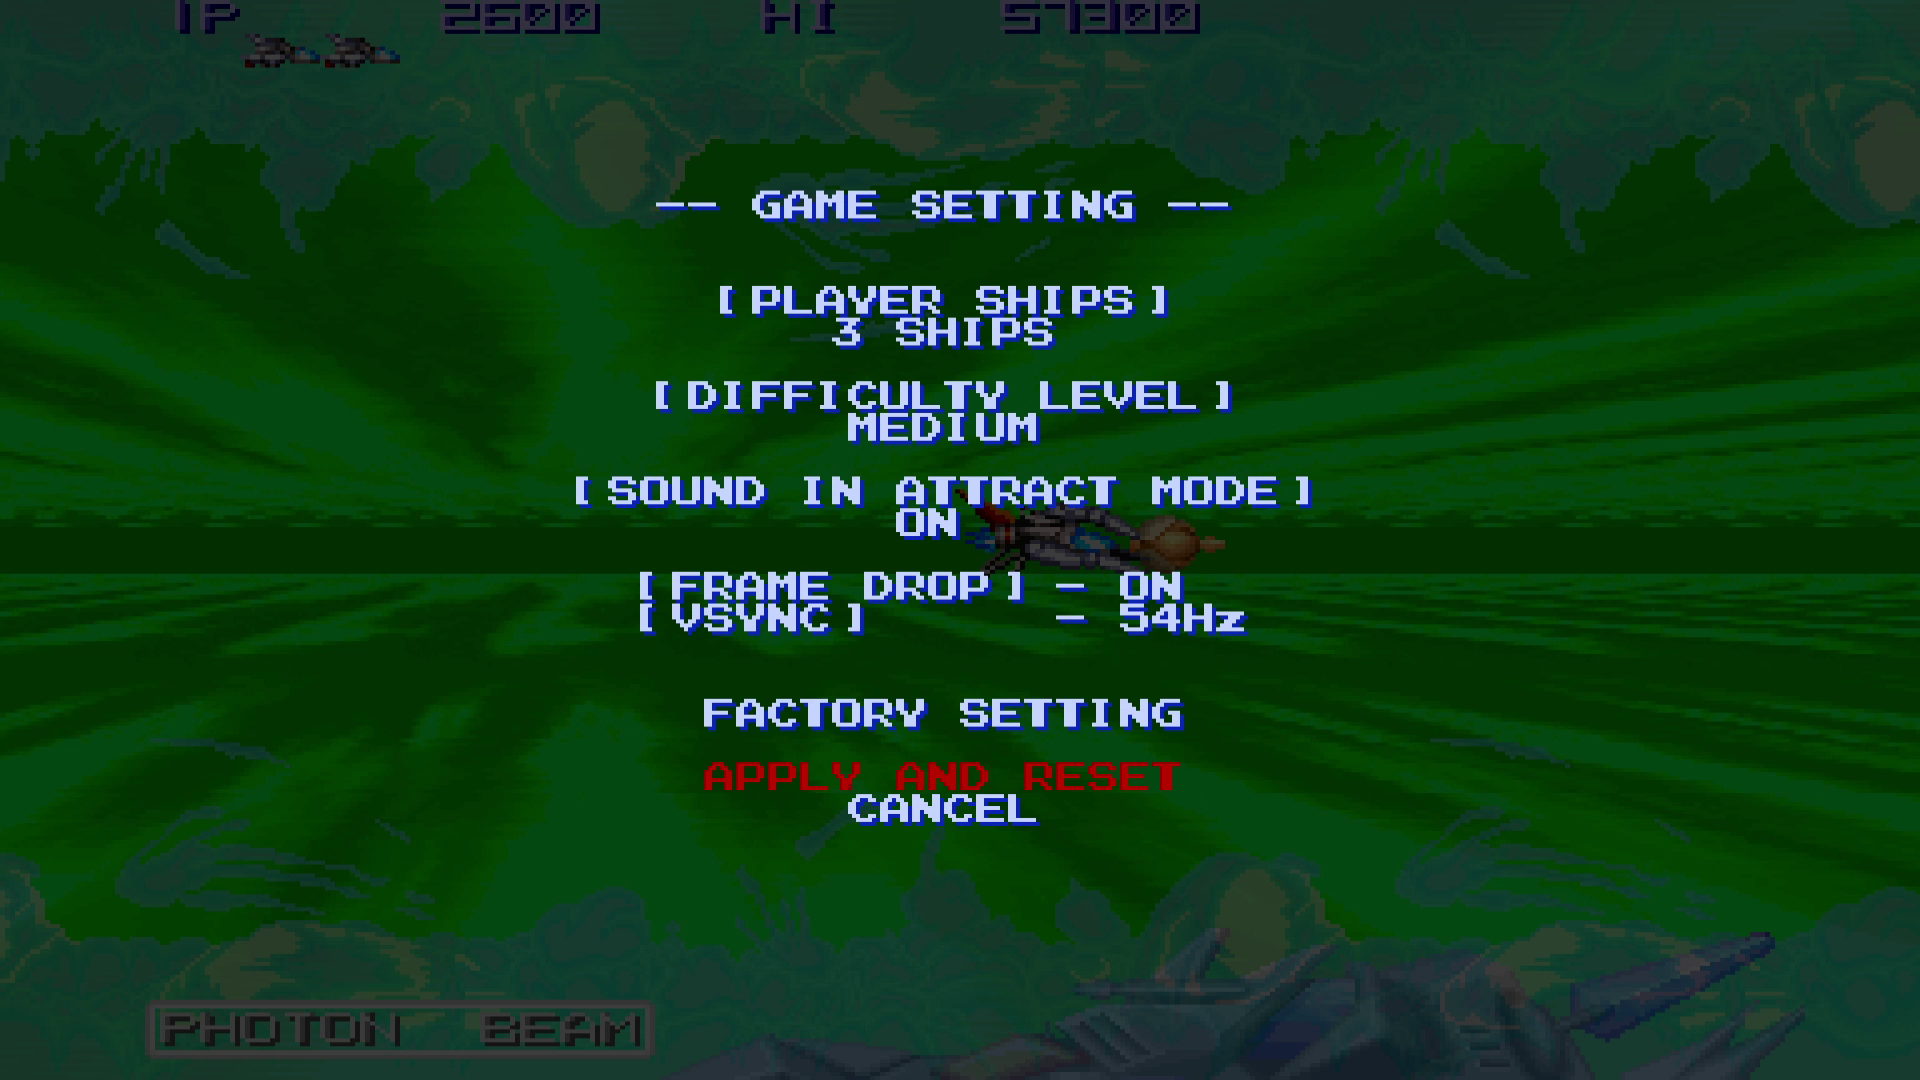 1P 2600 HI 57300
-- GAME SETTING --
[PLAYER SHIPS]
3 SHIPS
[DIFFICULTY LEVEL]
MEDIUM
[SOUND IN ATTRACT MODE]
ON
[FRAME DROP] - ON
[VSYNC] - 54Hz
FACTORY SETTING
APPLY AND RESET
CANCEL
PHOTON BEAM